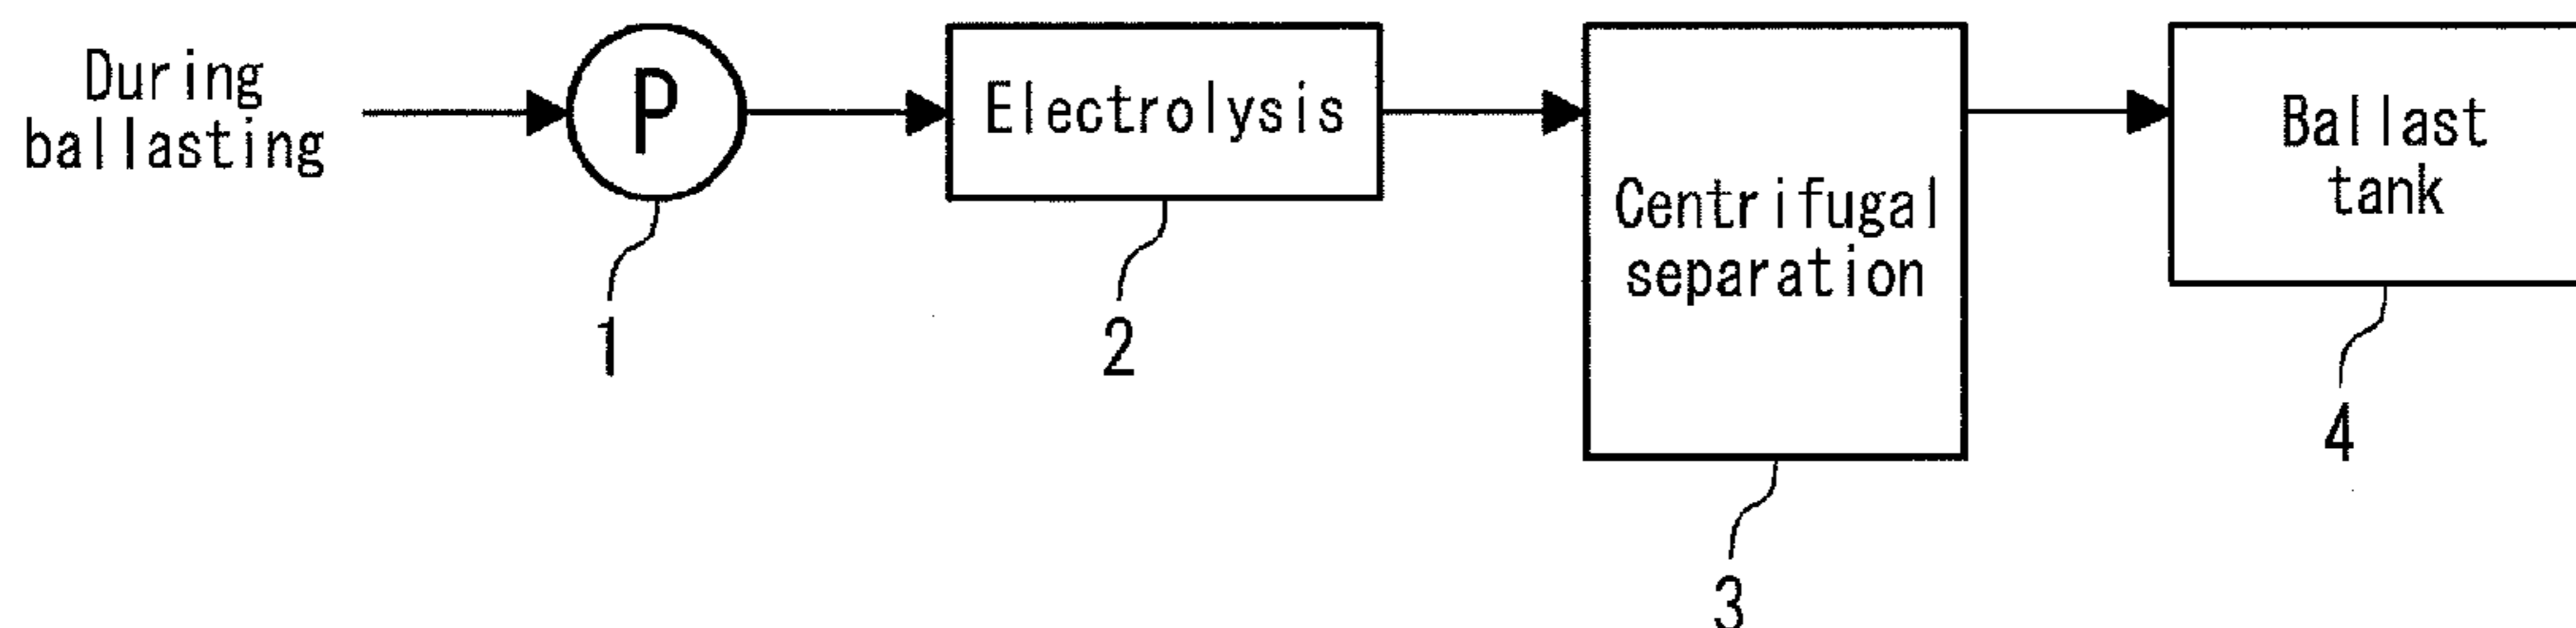 During
ballasting
P
Electrolysis
Centrifugal
separation
Ballast
tank
1
2
3
4